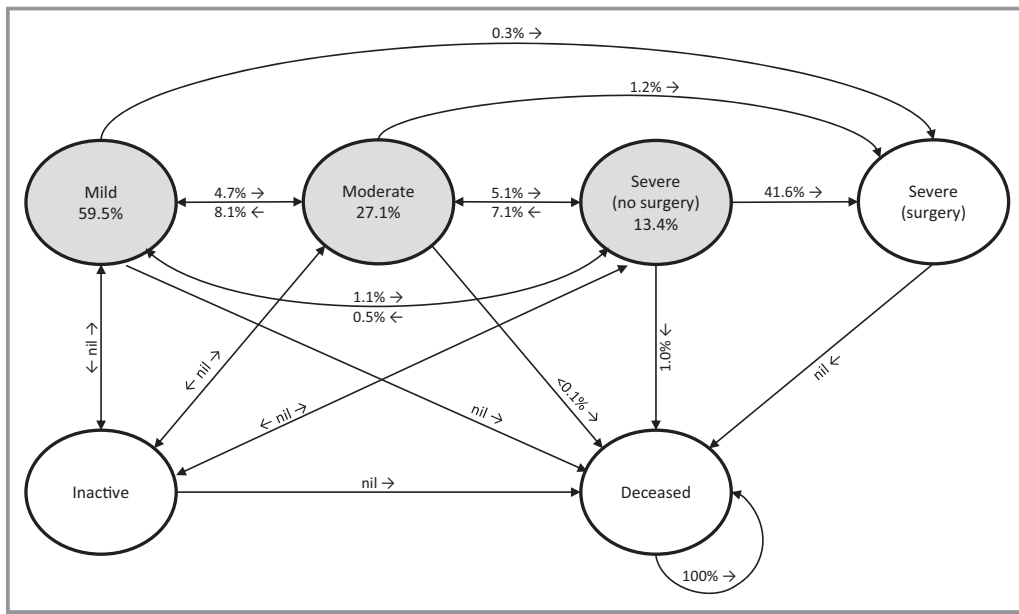 0.3% →
1.2% →
Mild
59.5%
4.7% →
8.1% ←
Moderate
27.1%
5.1% →
7.1% ←
Severe
(no surgery)
13.4%
41.6% →
Severe
(surgery)
1.1% →
0.5% ←
← nil →
← nil →
← nil →
nil →
<0.1% →
1.0% ←
nil ←
Inactive
nil →
Deceased
100% →